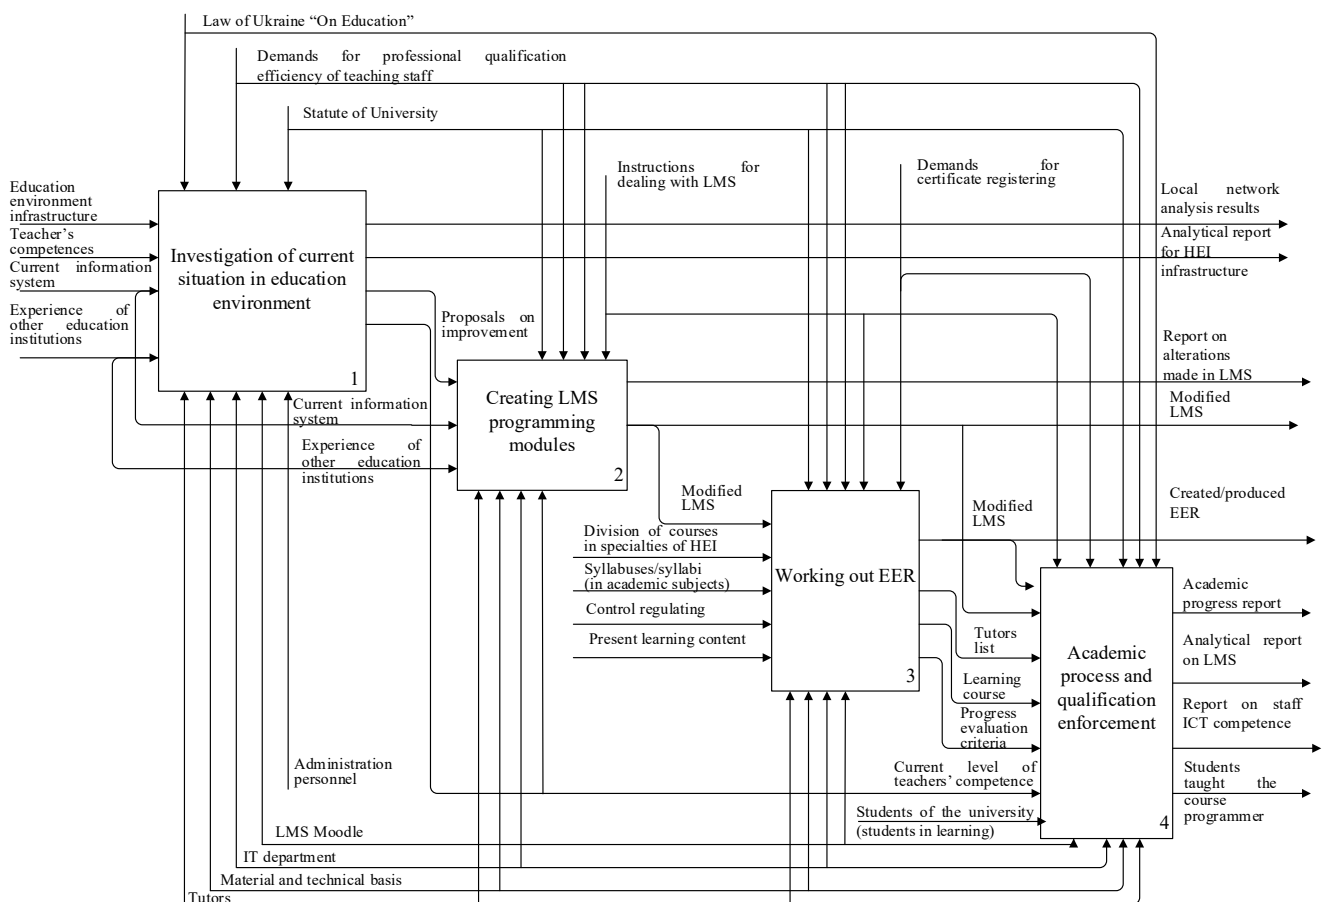 Law of Ukraine “On Education”
Demands for professional qualification
efficiency of teaching staff
Statute of University
Instructions for
dealing with LMS
Demands for
certificate registering
Education
environment
infrastructure
Teacher’s
competences
Current information
system
Experience of
other education
institutions
Investigation of current
situation in education
environment
1
Local network
analysis results
Analytical report
for HEI
infrastructure
Proposals on
improvement
Current information
system
Experience of
other education
institutions
Creating LMS
programming
modules
2
Report on
alterations
made in LMS
Modified
LMS
Modified
LMS
Division of courses
in specialties of HEI
Syllabuses/syllabi
(in academic subjects)
Control regulating
Present learning content
Working out EER
3
Modified
LMS
Created/produced
EER
Tutors
list
Learning
course
Progress
evaluation
criteria
Current level of
teachers’ competence
Students of the university
(students in learning)
Academic
process and
qualification
enforcement
4
Academic
progress report
Analytical report
on LMS
Report on staff
ICT competence
Students
taught the
course
programmer
Administration
personnel
LMS Moodle
IT department
Material and technical basis
Tutors